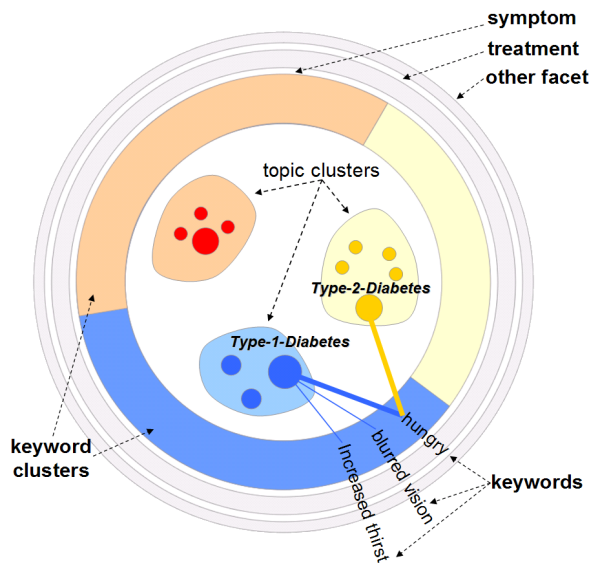 symptom
treatment
other facet
topic clusters
Type-2-Diabetes
Type-1-Diabetes
hungry
blurred vision
Increased thirst
keyword
clusters
keywords